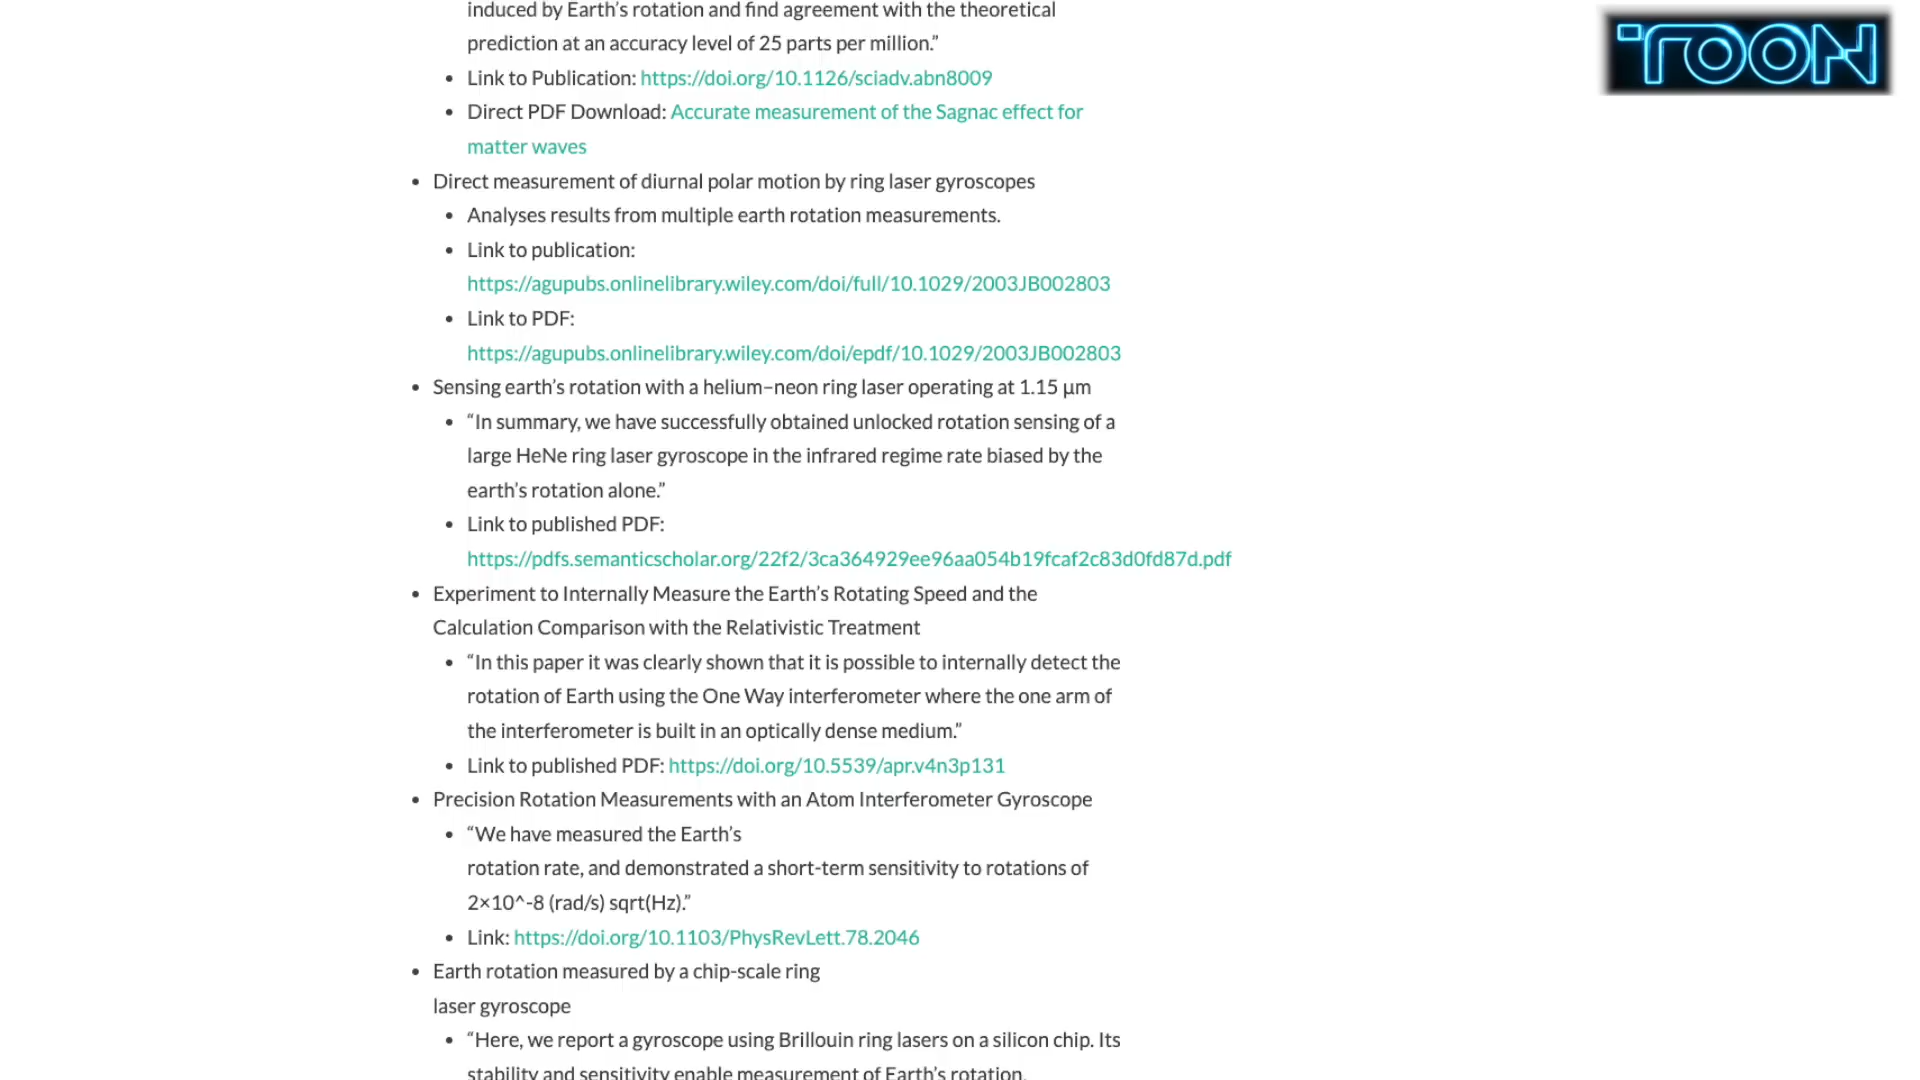 induced by Earth’s rotation and find agreement with the theoretical
prediction at an accuracy level of 25 parts per million.”
• Link to Publication: https://doi.org/10.1126/sciadv.abn8009
• Direct PDF Download: Accurate measurement of the Sagnac effect for
matter waves
• Direct measurement of diurnal polar motion by ring laser gyroscopes
• Analyses results from multiple earth rotation measurements.
• Link to publication:
https://agupubs.onlinelibrary.wiley.com/doi/full/10.1029/2003JB002803
• Link to PDF:
https://agupubs.onlinelibrary.wiley.com/doi/epdf/10.1029/2003JB002803
• Sensing earth’s rotation with a helium–neon ring laser operating at 1.15 μm
• “In summary, we have successfully obtained unlocked rotation sensing of a
large HeNe ring laser gyroscope in the infrared regime rate biased by the
earth’s rotation alone.”
• Link to published PDF:
https://pdfs.semanticscholar.org/22f2/3ca364929ee96aa054b19fcaf2c83d0fd87d.pdf
• Experiment to Internally Measure the Earth’s Rotating Speed and the
Calculation Comparison with the Relativistic Treatment
• “In this paper it was clearly shown that it is possible to internally detect the
rotation of Earth using the One Way interferometer where the one arm of
the interferometer is built in an optically dense medium.”
• Link to published PDF: https://doi.org/10.5539/apr.v4n3p131
• Precision Rotation Measurements with an Atom Interferometer Gyroscope
• “We have measured the Earth’s
rotation rate, and demonstrated a short-term sensitivity to rotations of
2×10^-8 (rad/s) sqrt(Hz).”
• Link: https://doi.org/10.1103/PhysRevLett.78.2046
• Earth rotation measured by a chip-scale ring
laser gyroscope
• “Here, we report a gyroscope using Brillouin ring lasers on a silicon chip. Its
stability and sensitivity enable measurement of Earth’s rotation.
TOON